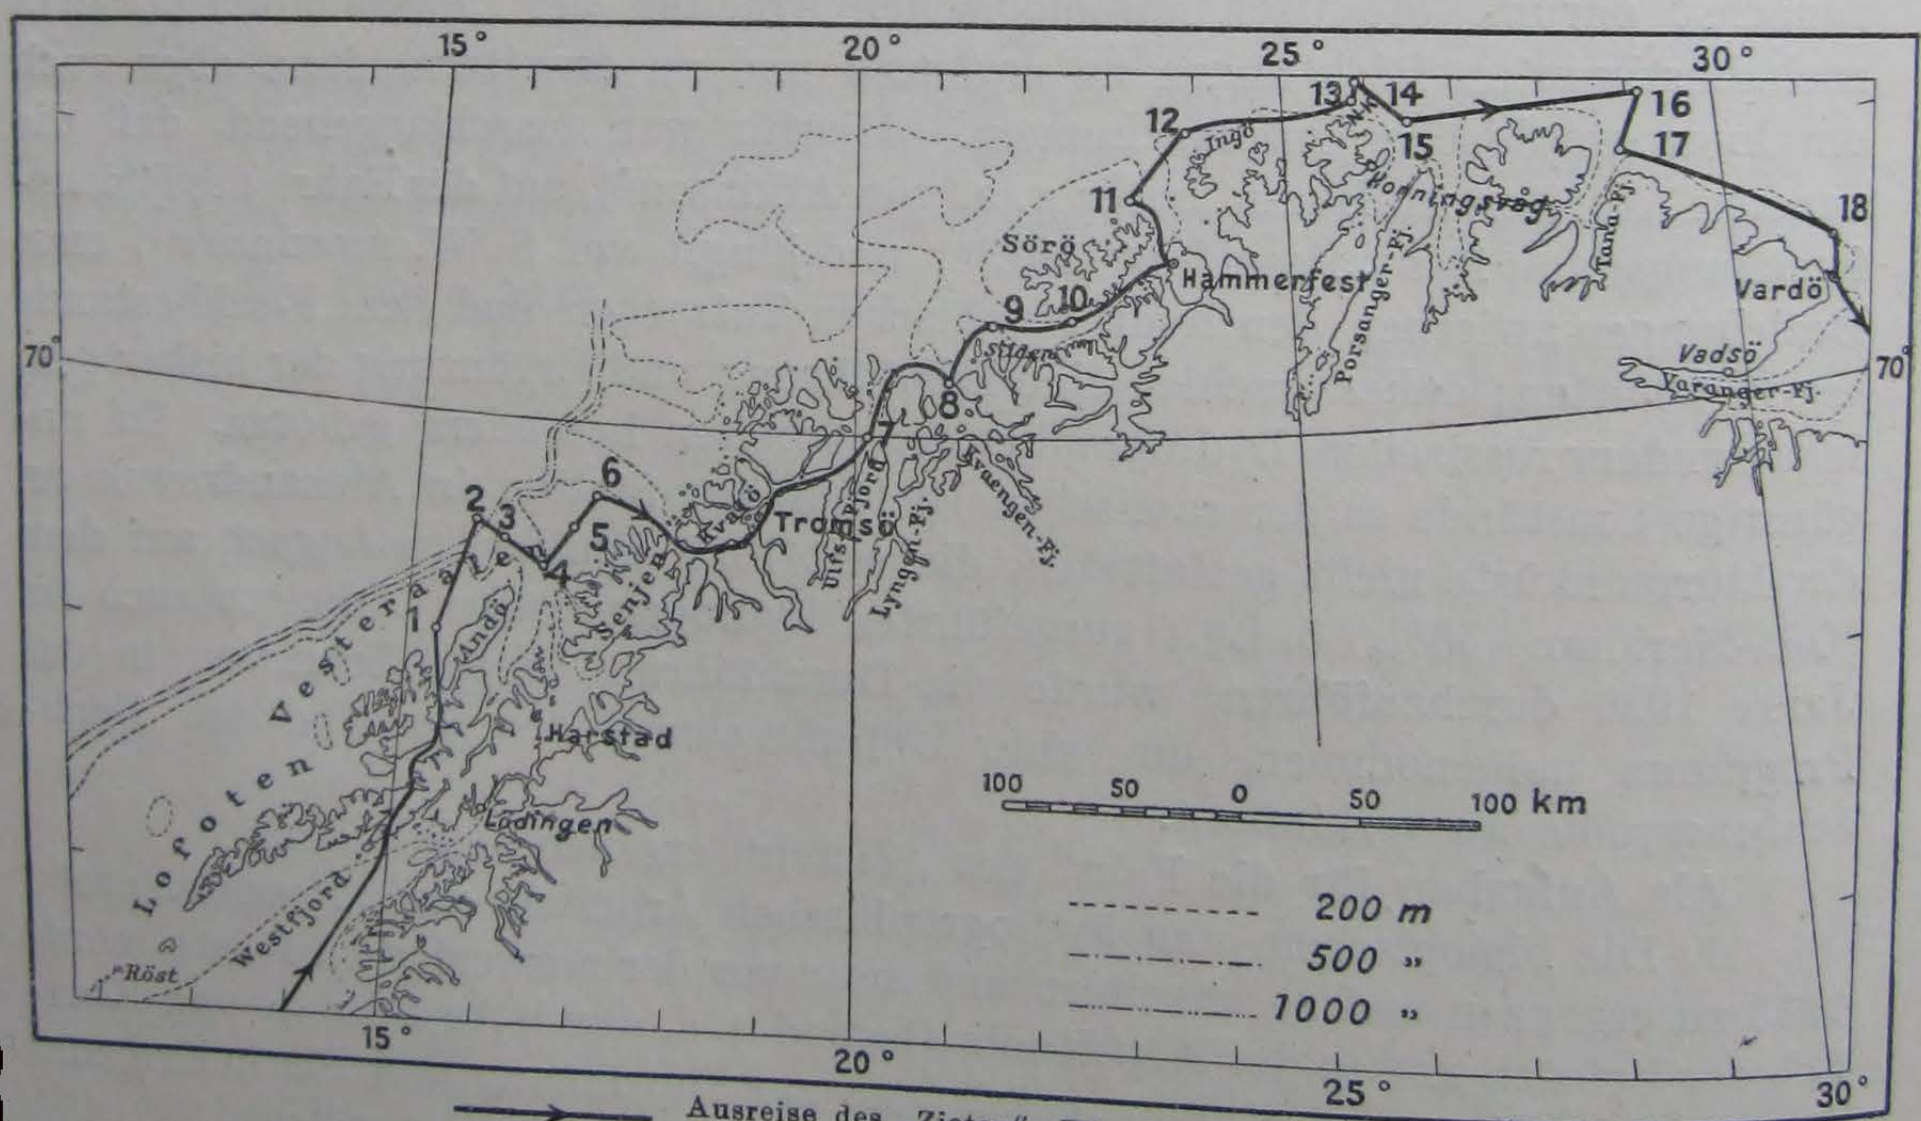 15° 20° 25° 30°
13 14 16
12 N.K.
Ingö 15 17
Honningsvåg
11 18
Sörö Tana-Fj.
Hammerfest Vardö
9 10 Porsanger-Fj.
70° 70°
Vadsö
Varanger-Fj.
8
7
6 Kvaengen-Fj.
2 Kvalö
3 Tromsö
5 Ulfs-Fjord
4 Lyngen-Fj.
Senjen
1 Andö
Vesterålen
Harstad
100 50 0 50 100 km
Lofoten
Lödingen
Westfjord
200 m
500 „
Röst
1000 „
15° 20° 25° 30°
Ausreise des